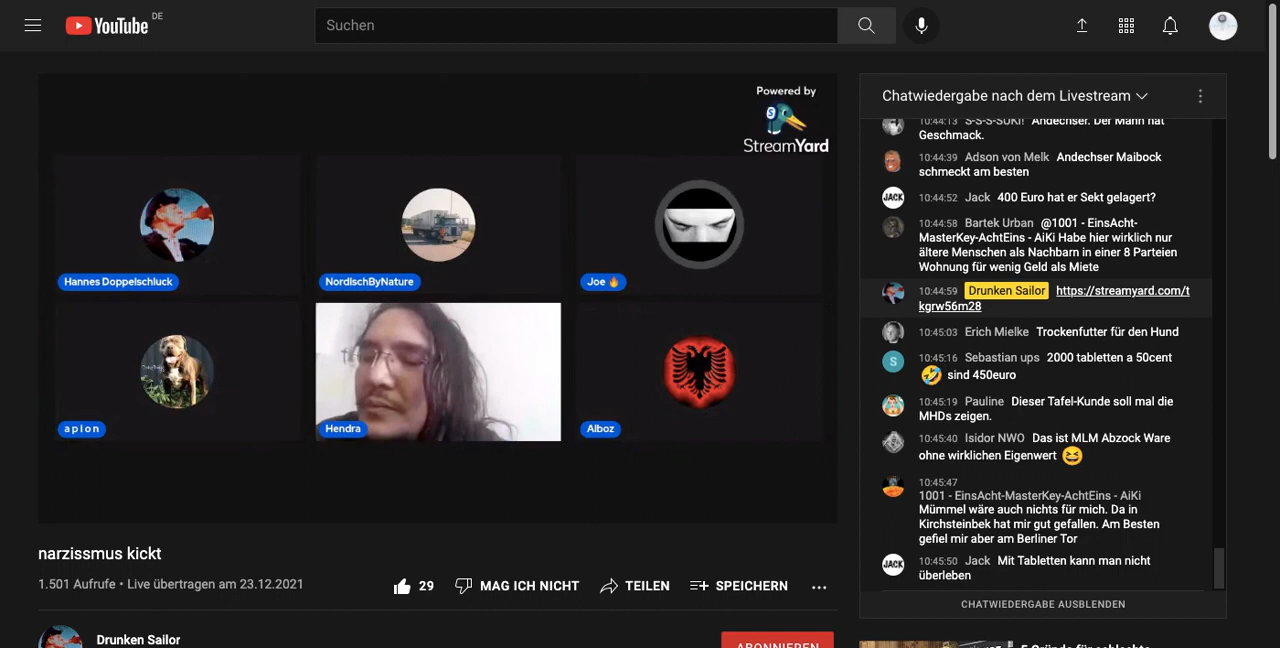 YouTube DE
Suchen
Powered by
StreamYard
Hannes Doppelschluck
NordischByNature
Joe 🔥
a p l o n
Hendra
Alboz
narzissmus kickt
1.501 Aufrufe • Live übertragen am 23.12.2021
29
MAG ICH NICHT
TEILEN
SPEICHERN
Drunken Sailor
ABONNIEREN
Chatwiedergabe nach dem Livestream
10:44:13 S-S-S-SUKI! Andechser. Der Mann hat
Geschmack.
10:44:39 Adson von Melk Andechser Maibock
schmeckt am besten
JACK
10:44:52 Jack 400 Euro hat er Sekt gelagert?
10:44:58 Bartek Urban @1001 - EinsAcht-
MasterKey-AchtEins - AiKi Habe hier wirklich nur
ältere Menschen als Nachbarn in einer 8 Parteien
Wohnung für wenig Geld als Miete
10:44:59 Drunken Sailor https://streamyard.com/t
kgrw56m28
10:45:03 Erich Mielke Trockenfutter für den Hund
S
10:45:16 Sebastian ups 2000 tabletten a 50cent
🤣 sind 450euro
10:45:19 Pauline Dieser Tafel-Kunde soll mal die
MHDs zeigen.
10:45:40 Isidor NWO Das ist MLM Abzock Ware
ohne wirklichen Eigenwert 😆
10:45:47
1001 - EinsAcht-MasterKey-AchtEins - AiKi
Mümmel wäre auch nichts für mich. Da in
Kirchsteinbek hat mir gut gefallen. Am Besten
gefiel mir aber am Berliner Tor
JACK
10:45:50 Jack Mit Tabletten kann man nicht
überleben
CHATWIEDERGABE AUSBLENDEN
5 Gründe für schlechte